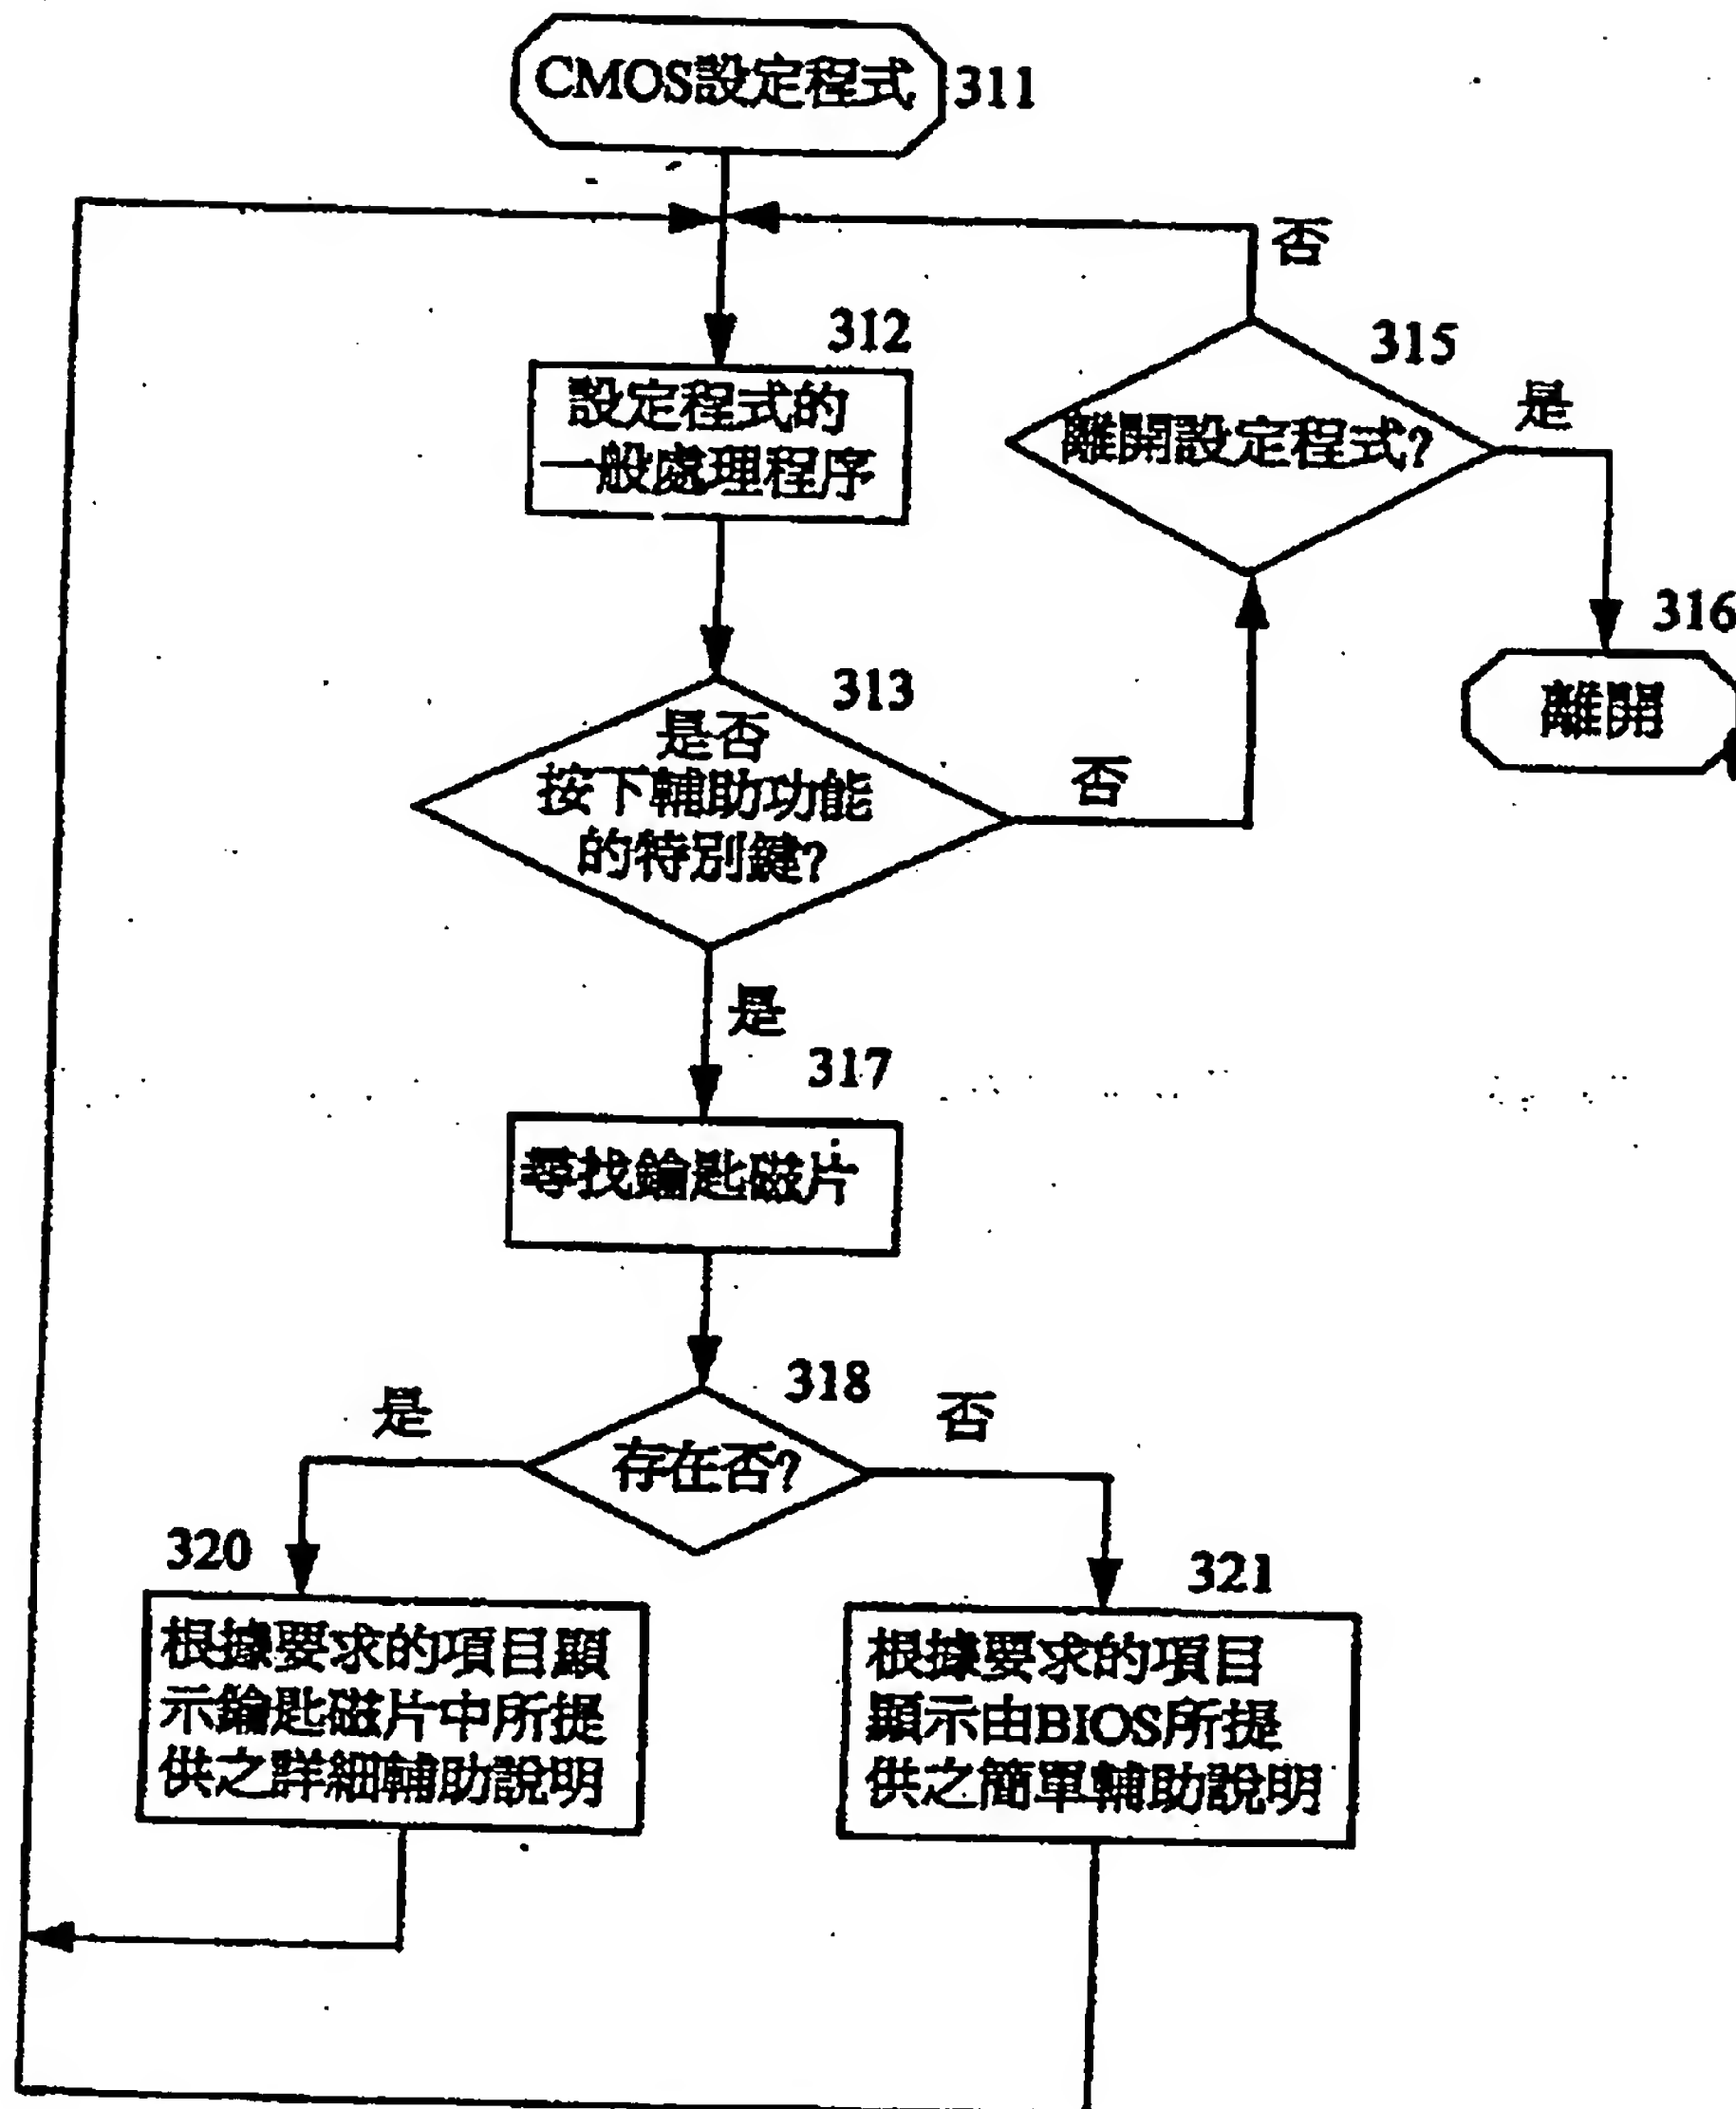 CMOS設定程式
311
否
312
設定程式的
一般處理程序
315
離開設定程式?
是
316
離開
313
是否
按下輔助功能
的特別鍵?
否
是
317
尋找鑰匙磁片
318
存在否?
是
否
320
根據要求的項目顯
示鑰匙磁片中所提
供之詳細輔助說明
321
根據要求的項目
顯示由BIOS所提
供之簡單輔助說明